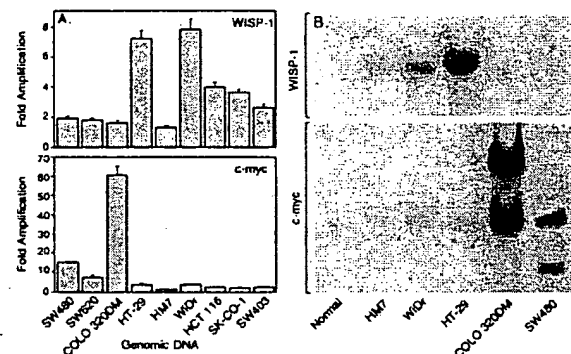 A.
WISP-1
Fold Amplification
8
6
4
2
0
c-myc
Fold Amplification
75
60
50
40
30
20
10
0
SW480
SW620
COLO 320DM
HT-29
HM7
WiDr
HCT 116
SK-CO-1
SW403
Genomic DNA
B.
WISP-1
c-myc
Normal
HM7
WiDr
HT-29
COLO 320DM
SW480